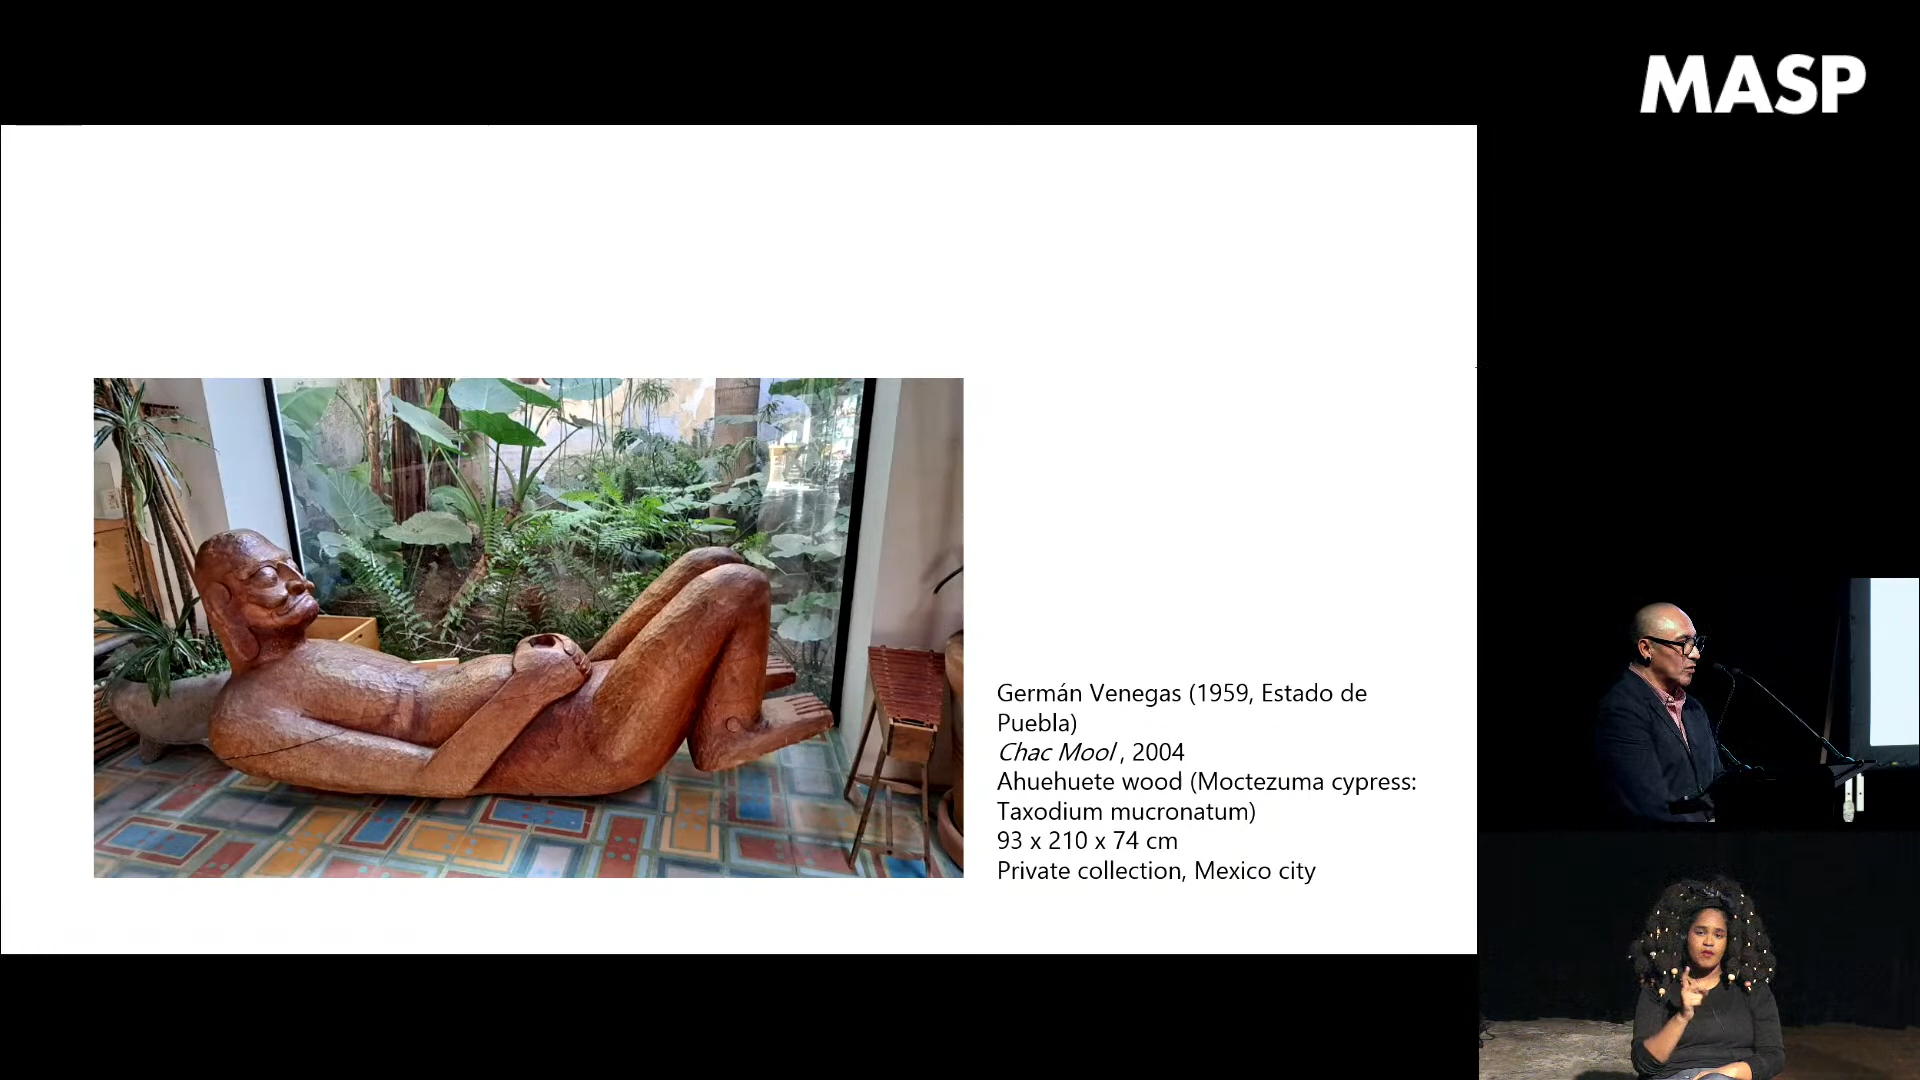 MASP
Germán Venegas (1959, Estado de
Puebla)
Chac Mool , 2004
Ahuehuete wood (Moctezuma cypress:
Taxodium mucronatum)
93 x 210 x 74 cm
Private collection, Mexico city